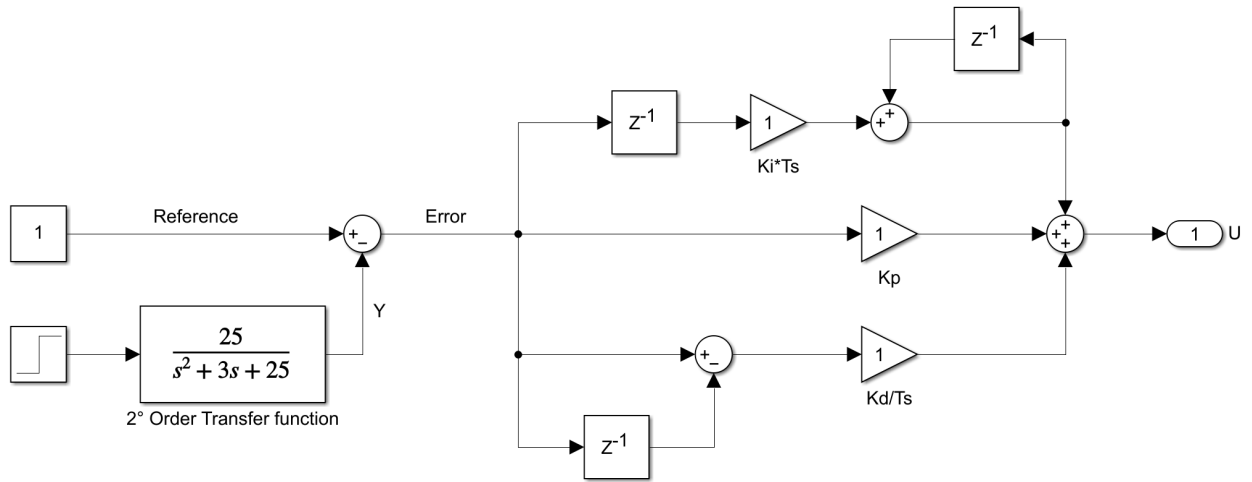 Z-1
Z-1
1
Ki*Ts
+
+
1
Reference
+
−
Error
1
Kp
+
+
+
1
U
Y
25
s² + 3s + 25
2° Order Transfer function
+
−
1
Kd/Ts
Z-1